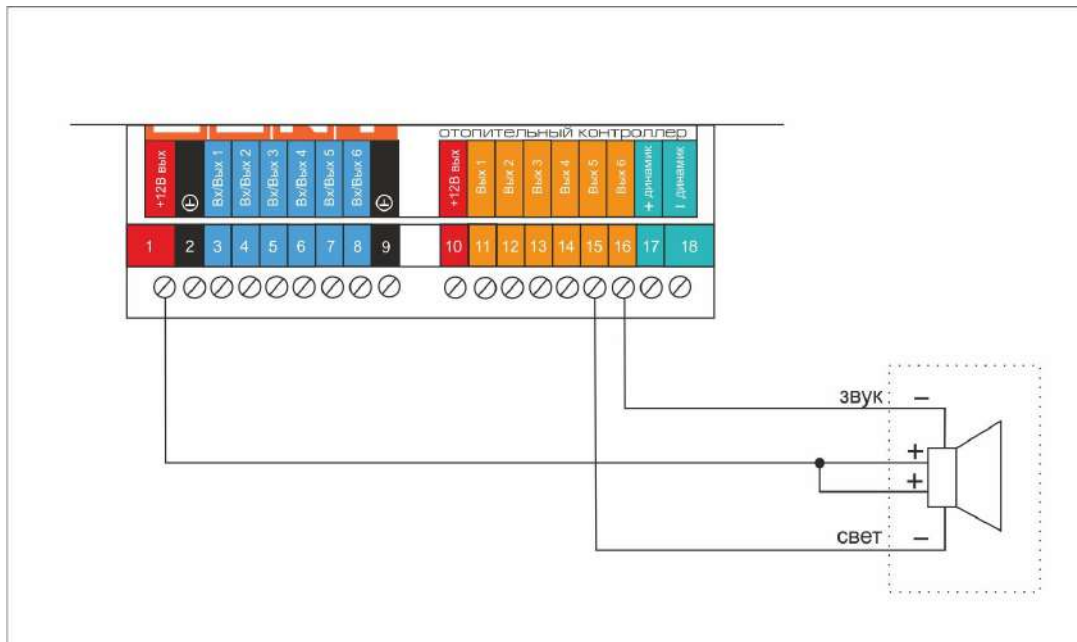 отопительный контроллер
+12В вых
Вх/Вых 1
Вх/Вых 2
Вх/Вых 3
Вх/Вых 4
Вх/Вых 5
Вх/Вых 6
+12В вых
Вых 1
Вых 2
Вых 3
Вых 4
Вых 5
Вых 6
+ динамик
– динамик
1 2 3 4 5 6 7 8 9 10 11 12 13 14 15 16 17 18
звук –
+
+
свет –